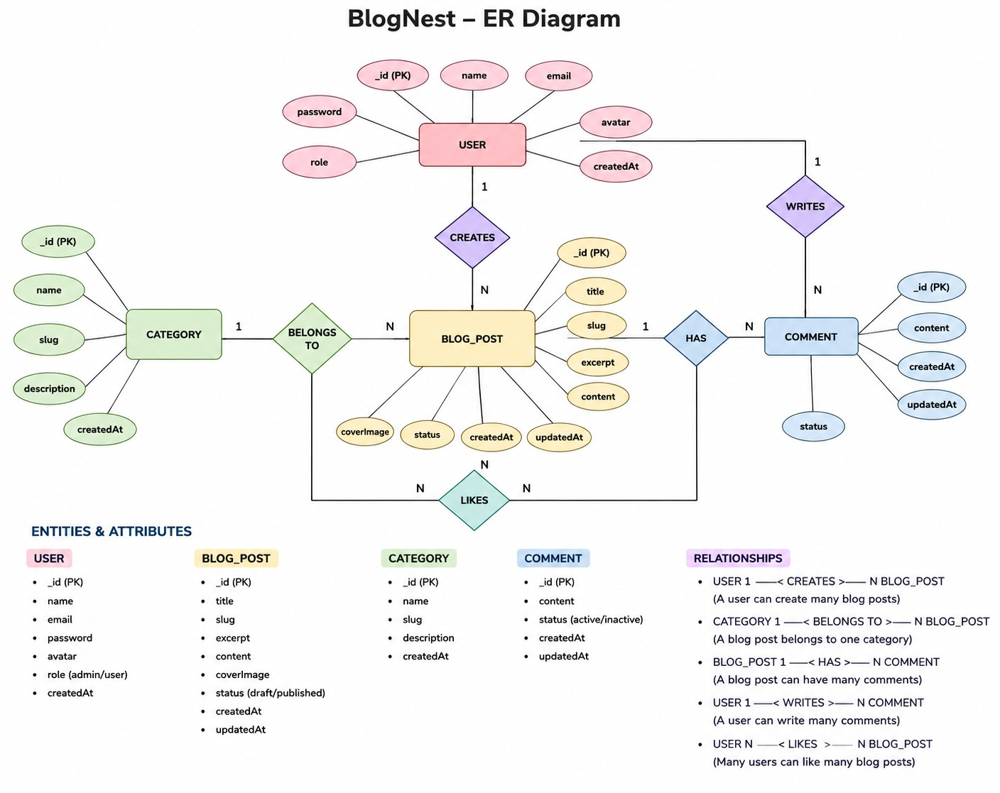 BlogNest – ER Diagram
_id (PK)
name
email
password
avatar
USER
role
createdAt
1
1
WRITES
CREATES
_id (PK)
_id (PK)
name
N
title
N
_id (PK)
slug
content
CATEGORY
1
BELONGS
TO
N
BLOG_POST
slug
1
HAS
N
COMMENT
excerpt
createdAt
description
content
updatedAt
createdAt
coverImage
status
createdAt
updatedAt
status
N
N
LIKES
N
ENTITIES & ATTRIBUTES
USER
• _id (PK)
• name
• email
• password
• avatar
• role (admin/user)
• createdAt
BLOG_POST
• _id (PK)
• title
• slug
• excerpt
• content
• coverImage
• status (draft/published)
• createdAt
• updatedAt
CATEGORY
• _id (PK)
• name
• slug
• description
• createdAt
COMMENT
• _id (PK)
• content
• status (active/inactive)
• createdAt
• updatedAt
RELATIONSHIPS
• USER 1 ——< CREATES >—— N BLOG_POST
(A user can create many blog posts)
• CATEGORY 1 ——< BELONGS TO >—— N BLOG_POST
(A blog post belongs to one category)
• BLOG_POST 1 ——< HAS >—— N COMMENT
(A blog post can have many comments)
• USER 1 ——< WRITES >—— N COMMENT
(A user can write many comments)
• USER N ——< LIKES >—— N BLOG_POST
(Many users can like many blog posts)